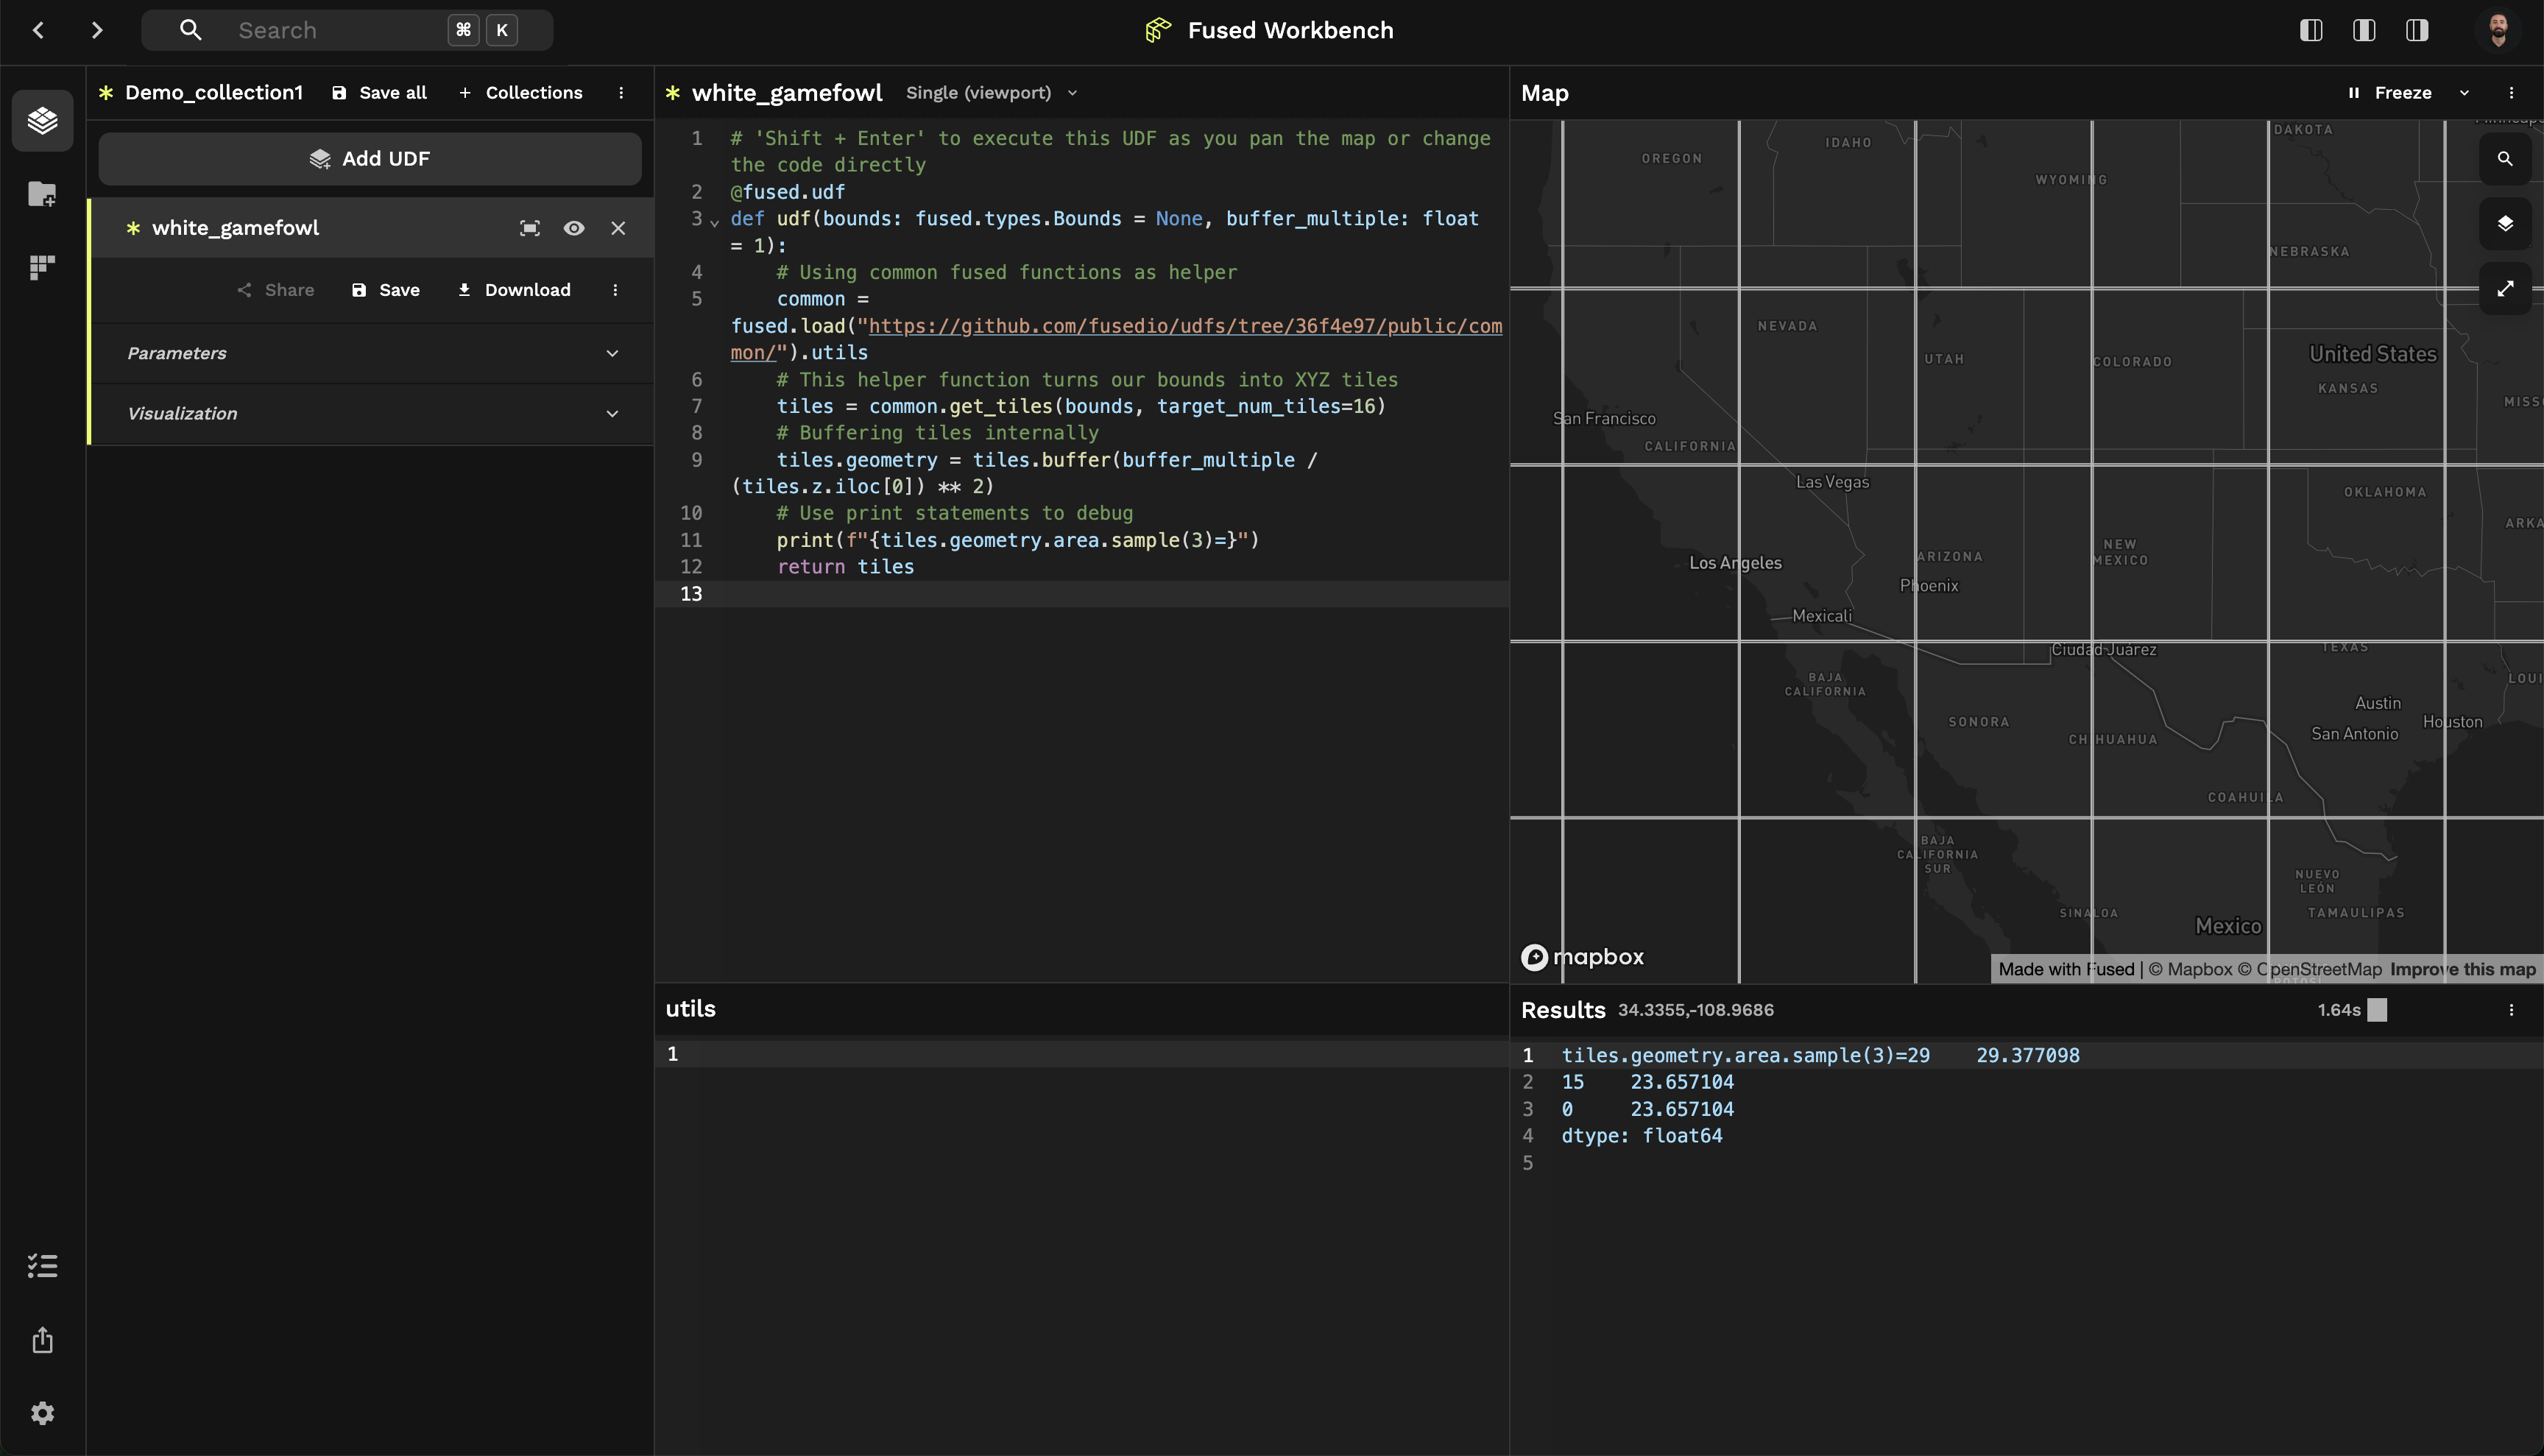 Search ⌘ K
Fused Workbench
* Demo_collection1 Save all + Collections
Add UDF
* white_gamefowl
Share Save Download
Parameters
Visualization
* white_gamefowl Single (viewport)
1 # 'Shift + Enter' to execute this UDF as you pan the map or change
the code directly
2 @fused.udf
3 def udf(bounds: fused.types.Bounds = None, buffer_multiple: float
= 1):
4 # Using common fused functions as helper
5 common =
fused.load("https://github.com/fusedio/udfs/tree/36f4e97/public/com
mon/").utils
6 # This helper function turns our bounds into XYZ tiles
7 tiles = common.get_tiles(bounds, target_num_tiles=16)
8 # Buffering tiles internally
9 tiles.geometry = tiles.buffer(buffer_multiple /
(tiles.z.iloc[0]) ** 2)
10 # Use print statements to debug
11 print(f"{tiles.geometry.area.sample(3)=}")
12 return tiles
13
utils
1
Map
Freeze
DAKOTA
IDAHO
OREGON
WYOMING
NEBRASKA
NEVADA
UTAH
COLORADO
United States
KANSAS
MISS
San Francisco
CALIFORNIA
Las Vegas
OKLAHOMA
ARKA
Los Angeles
ARIZONA
NEW
MEXICO
Phoenix
Mexicali
Ciudad Juárez
TEXAS
BAJA
CALIFORNIA
LOUI
Austin
SONORA
Houston
San Antonio
CHIHUAHUA
COAHUILA
BAJA
CALIFORNIA
SUR
NUEVO
LEÓN
SINALOA
TAMAULIPAS
Mexico
mapbox
Made with Fused | © Mapbox © OpenStreetMap Improve this map
Results 34.3355,-108.9686
1.64s
1 tiles.geometry.area.sample(3)=29 29.377098
2 15 23.657104
3 0 23.657104
4 dtype: float64
5